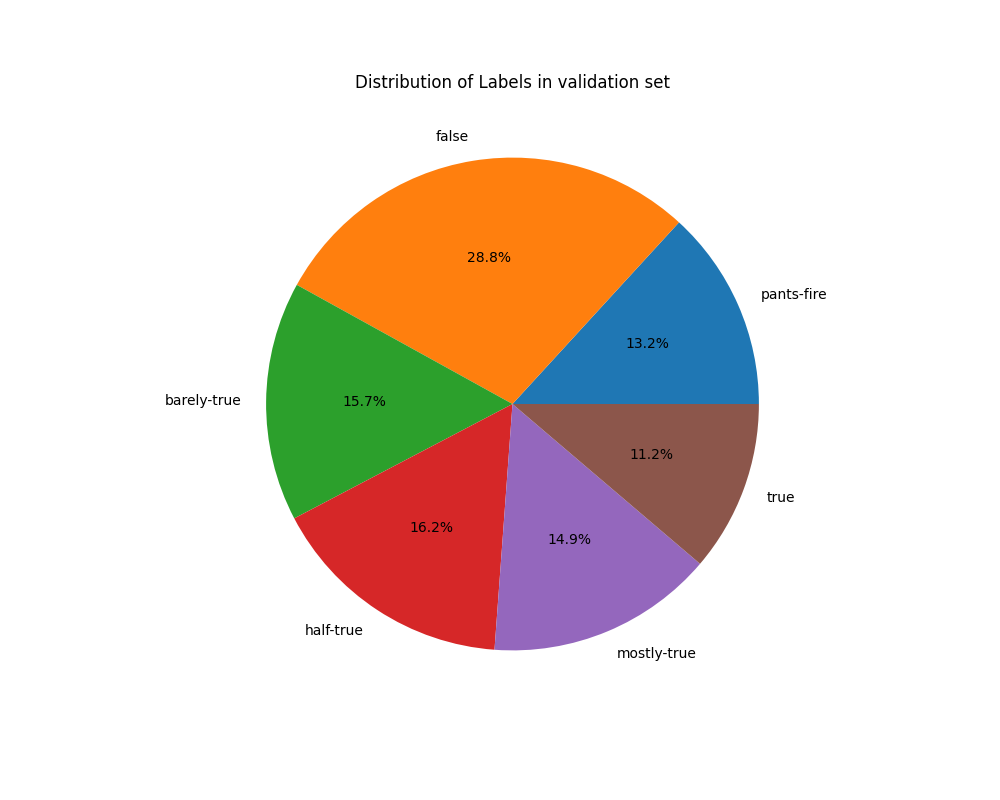 Distribution of Labels in validation set
false
28.8%
pants-fire
13.2%
barely-true
15.7%
11.2%
true
16.2%
14.9%
half-true
mostly-true